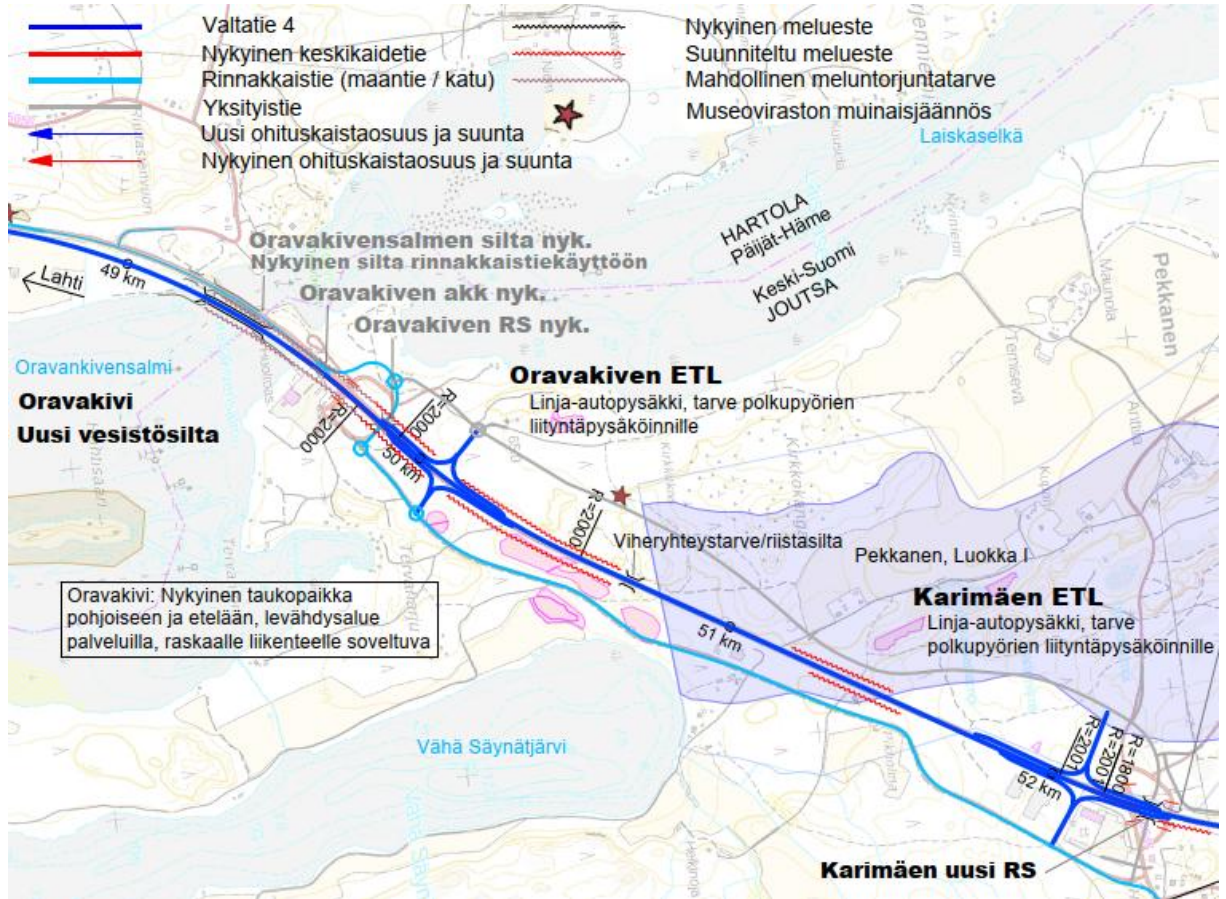 Valtatie 4
Nykyinen keskikaidetie
Rinnakkaistie (maantie / katu)
Yksityistie
Uusi ohituskaistaosuus ja suunta
Nykyinen ohituskaistaosuus ja suunta
Nykyinen melueste
Suunniteltu melueste
Mahdollinen meluntorjuntatarve
Museoviraston muinaisjäännös
Laiskaselkä
HARTOLA
Päijät-Häme
Keski-Suomi
JOUTSA
Pekkanen
Maunola
Temiseva
Anttila
Kylniemi
Oravakivensalmen silta nyk.
Nykyinen silta rinnakkaistiekäyttöön
Oravakiven akk nyk.
Oravakiven RS nyk.
49 km
Lahti
Oravankivensalmi
Oravakivi
Uusi vesistösilta
Huoltoas
R=2000
R=2000
50 km
Oravakiven ETL
Linja-autopysäkki, tarve polkupyörien
liityntäpysäköinnille
R=2000
Viheryhteystarve/riistasilta
Pekkanen, Luokka I
Karimäen ETL
Linja-autopysäkki, tarve
polkupyörien liityntäpysäköinnille
Oravakivi: Nykyinen taukopaikka
pohjoiseen ja etelään, levähdysalue
palveluilla, raskaalle liikenteelle soveltuva
51 km
Vähä Säynätjärvi
R=2001
R=2001
R=1800
52 km
Karimäen uusi RS